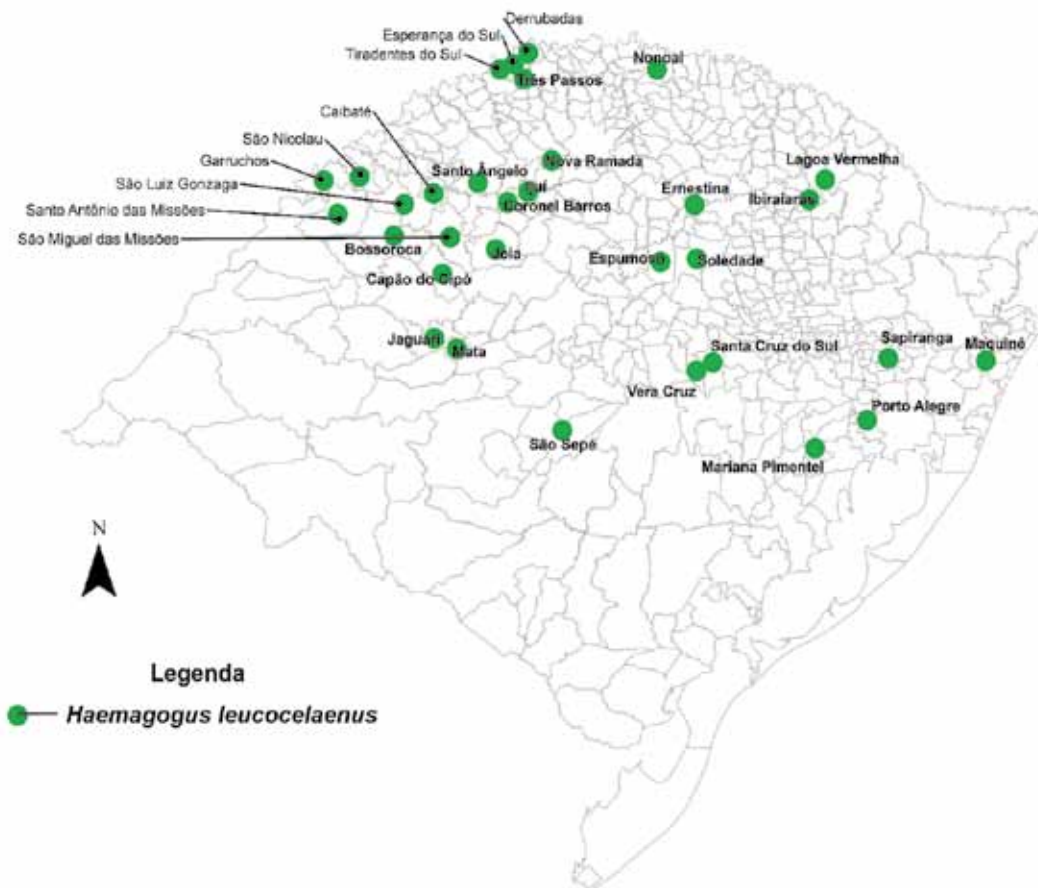 Derrubadas
Esperança do Sul
Tiradentes do Sul
Nonoai
Três Passos
Caibaté
São Nicolau
Garruchos
São Luiz Gonzaga
Santo Antônio das Missões
São Miguel das Missões
Santo Ângelo
Nova Ramada
Ijuí
Coronel Barros
Lagoa Vermelha
Ernestina
Ibiraiaras
Bossoroca
Jóia
Espumoso
Soledade
Capão do Cipó
Jaguari
Mata
Santa Cruz do Sul
Sapiranga
Maquiné
Vera Cruz
Porto Alegre
São Sepé
Mariana Pimentel
N
Legenda
Haemagogus leucocelaenus